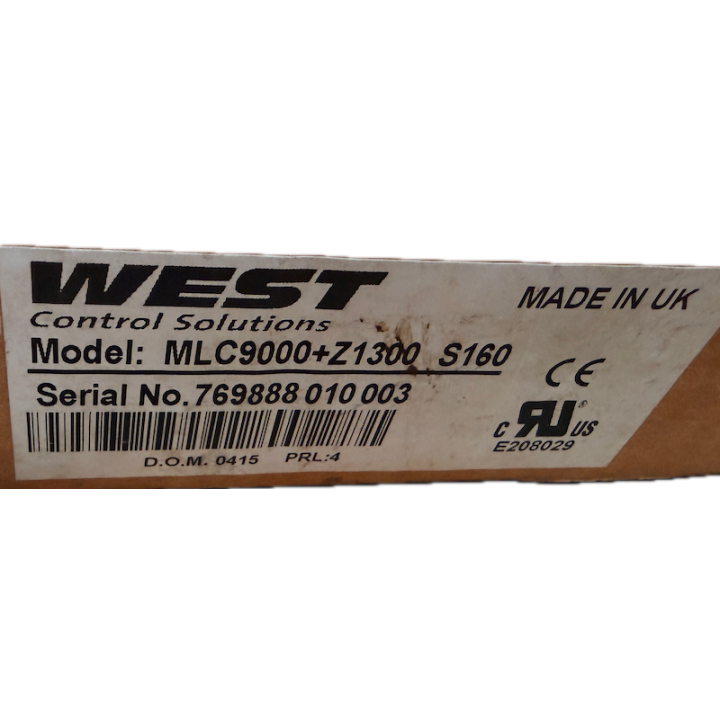 WEST
Control Solutions
MADE IN UK
Model: MLC9000+Z1300 S160
Serial No. 769888 010 003
CE
C RU ® US
E208029
D.O.M. 0415 PRL:4